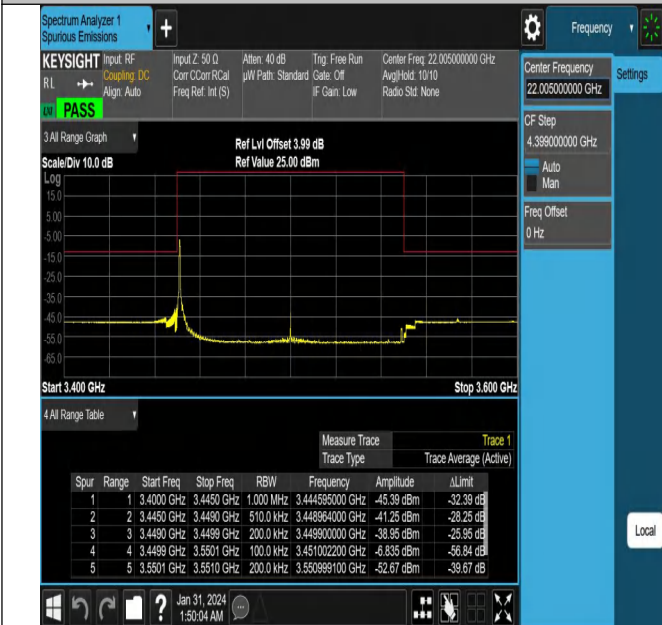 Spectrum Analyzer 1
Spurious Emissions
+
Frequency
KEYSIGHT
RL
PASS
Input: RF
Coupling: DC
Align: Auto
Input Z: 50 Ω
Corr CCorr RCal
Freq Ref: Int (S)
Atten: 40 dB
µW Path: Standard
Trig: Free Run
Gate: Off
IF Gain: Low
Center Freq: 22.005000000 GHz
Avg|Hold: 10/10
Radio Std: None
Center Frequency
22.005000000 GHz
Settings
CF Step
4.399000000 GHz
Auto
Man
Freq Offset
0 Hz
Local
3 All Range Graph
Scale/Div 10.0 dB
Ref Lvl Offset 3.99 dB
Ref Value 25.00 dBm
Log
15.0
5.00
-5.00
-15.0
-25.0
-35.0
-45.0
-55.0
-65.0
Start 3.400 GHz
Stop 3.600 GHz
4 All Range Table
Measure Trace Trace 1
Trace Type Trace Average (Active)
Spur Range Start Freq Stop Freq RBW Frequency Amplitude ΔLimit
1 1 3.4000 GHz 3.4450 GHz 1.000 MHz 3.444595000 GHz -45.39 dBm -32.39 dB
2 2 3.4450 GHz 3.4490 GHz 510.0 kHz 3.448964000 GHz -41.25 dBm -28.25 dB
3 3 3.4490 GHz 3.4499 GHz 200.0 kHz 3.449900000 GHz -38.95 dBm -25.95 dB
4 4 3.4499 GHz 3.5501 GHz 100.0 kHz 3.451002200 GHz -6.835 dBm -56.84 dB
5 5 3.5501 GHz 3.5510 GHz 200.0 kHz 3.550999100 GHz -52.67 dBm -39.67 dB
?
Jan 31, 2024
1:50:04 AM